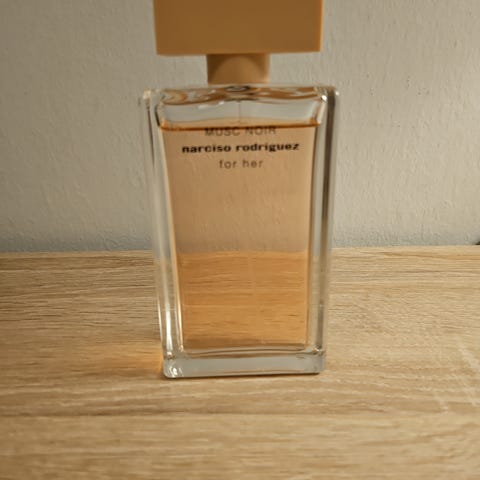 MUSC NOIR
narciso rodriguez
for her